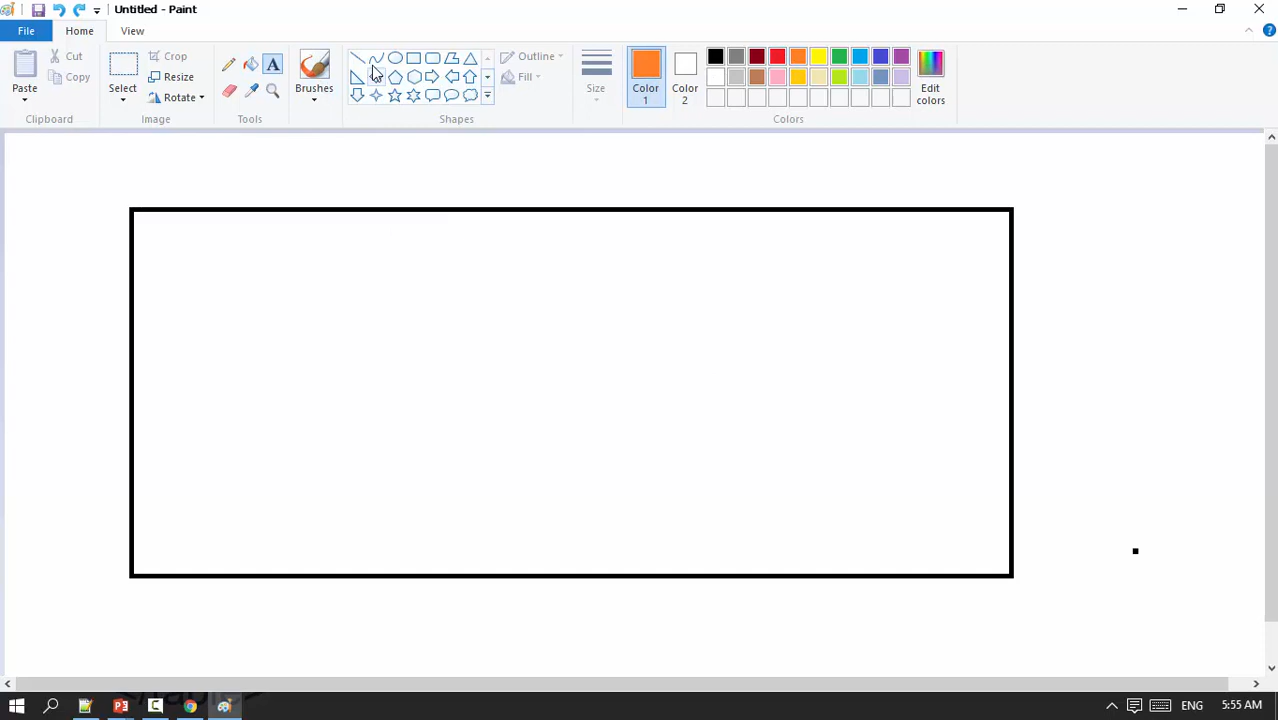 Untitled - Paint
File Home View
Paste
Cut
Copy
Clipboard
Select
Crop
Resize
Rotate
Image
A
Tools
Brushes
Shapes
Outline
Fill
Size
Color 1
Color 2
Edit colors
Colors
ENG 5:55 AM